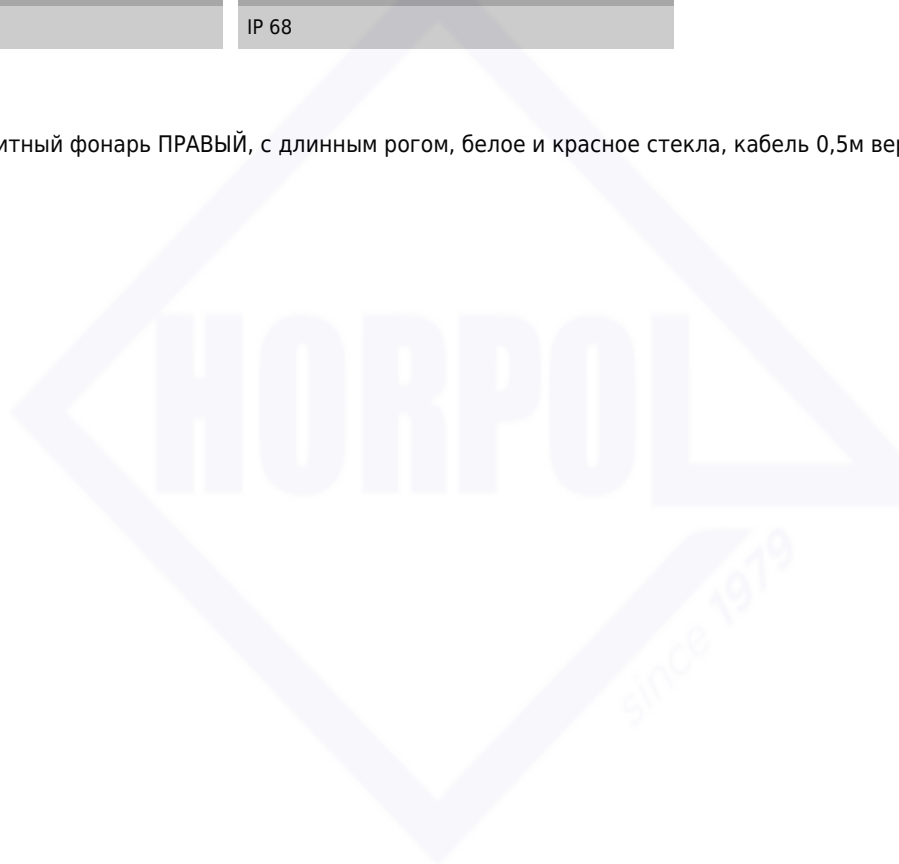 IP 68
итный фонарь ПРАВЫЙ, с длинным рогом, белое и красное стекла, кабель 0,5м вер
HORPOL
since 1979